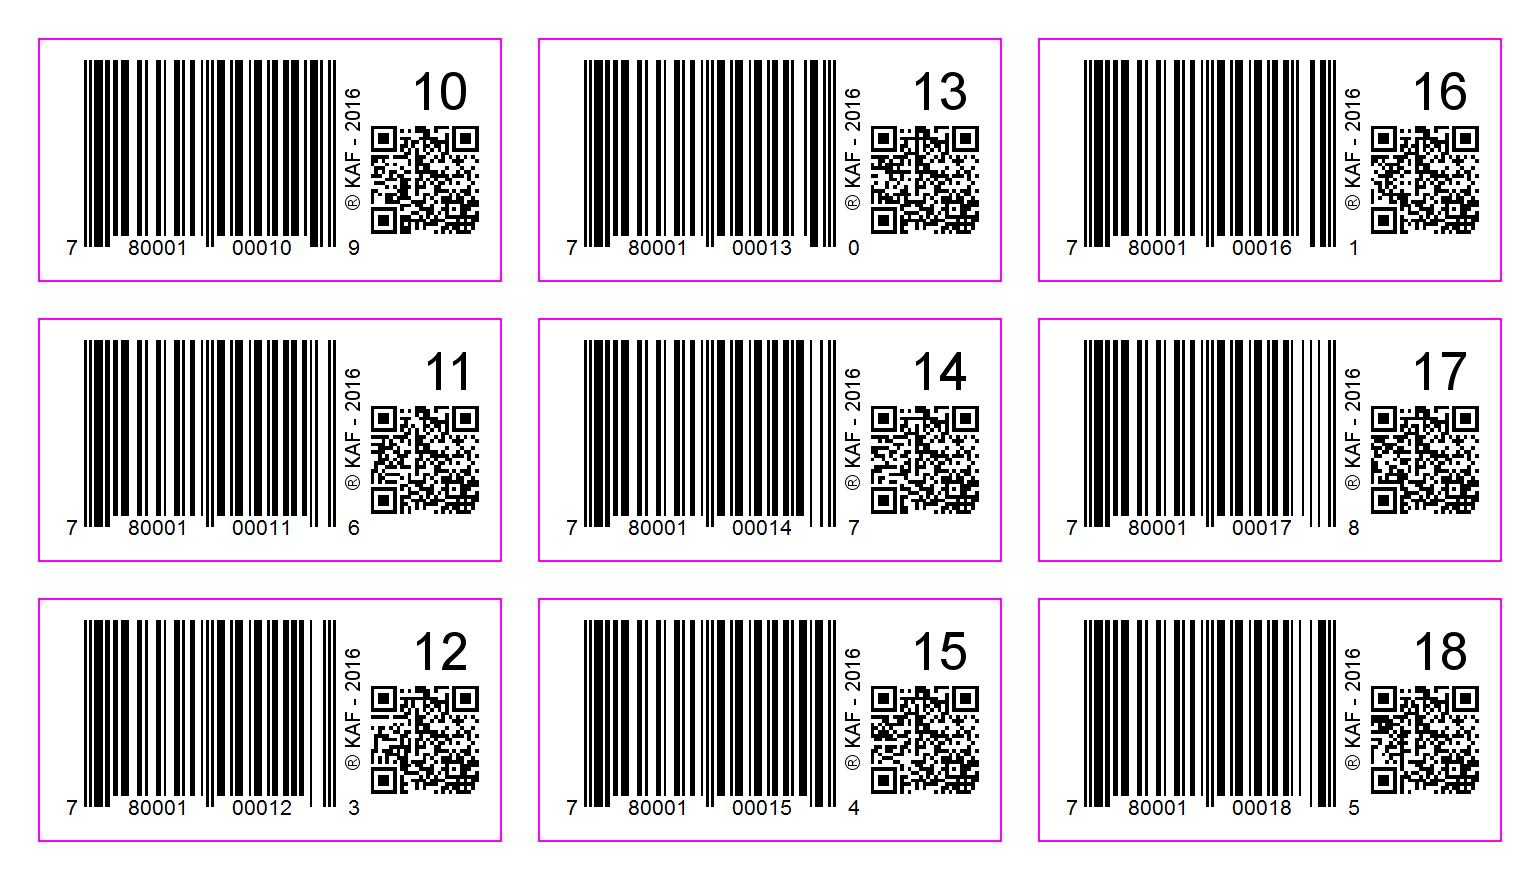 10
® KAF - 2016
7 80001 00010 9
13
® KAF - 2016
7 80001 00013 0
16
® KAF - 2016
7 80001 00016 1
11
® KAF - 2016
7 80001 00011 6
14
® KAF - 2016
7 80001 00014 7
17
® KAF - 2016
7 80001 00017 8
12
® KAF - 2016
7 80001 00012 3
15
® KAF - 2016
7 80001 00015 4
18
® KAF - 2016
7 80001 00018 5